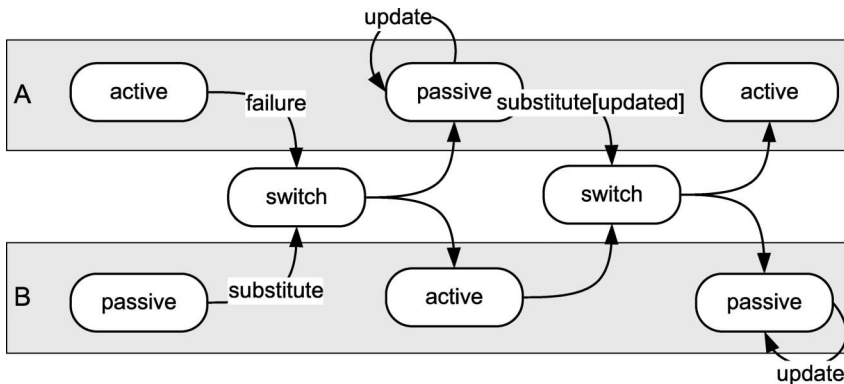 update
A
active
failure
passive
substitute[updated]
active
switch
switch
B
passive
substitute
active
passive
update